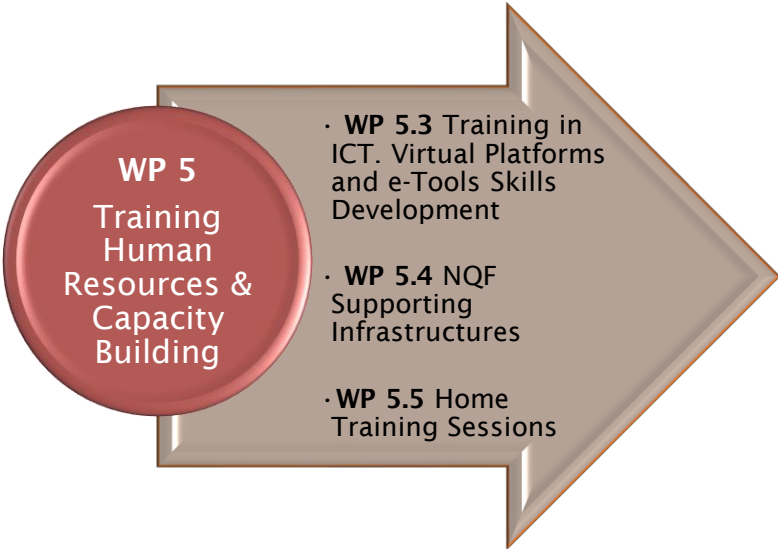 WP 5
Training
Human
Resources &
Capacity
Building
· WP 5.3 Training in
ICT. Virtual Platforms
and e-Tools Skills
Development
· WP 5.4 NQF
Supporting
Infrastructures
· WP 5.5 Home
Training Sessions